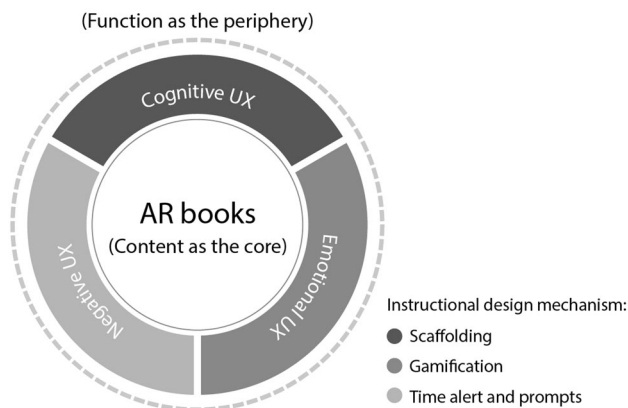 (Function as the periphery)
Cognitive UX
AR books
(Content as the core)
Negative UX
Emotional UX
Instructional design mechanism:
Scaffolding
Gamification
Time alert and prompts